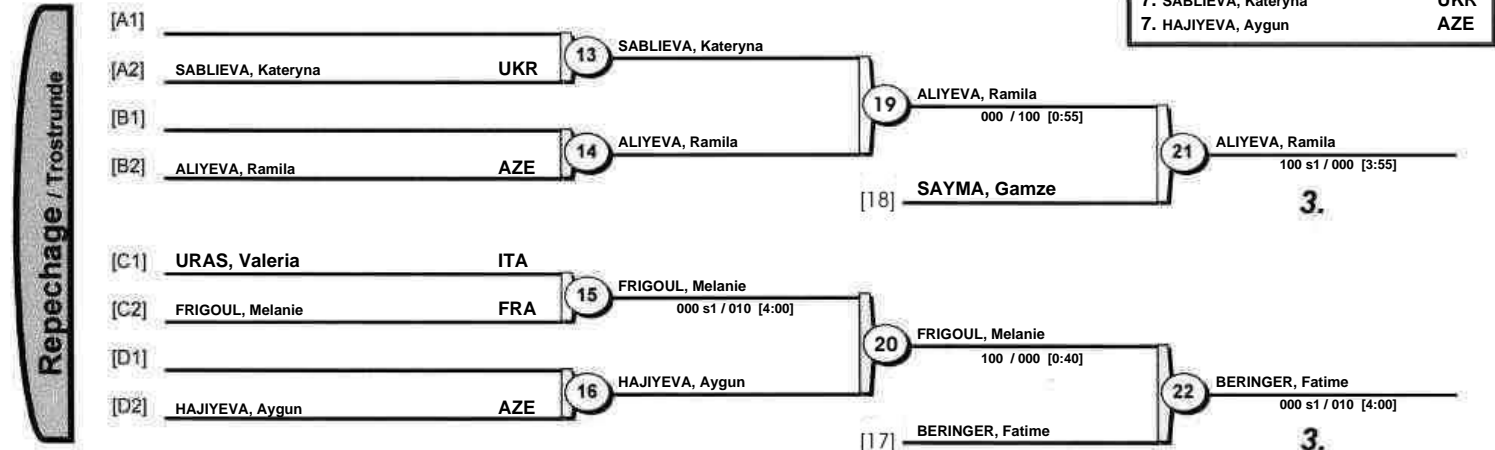 7. SABLIEVA, Kateryna UKR
7. HAJIYEVA, Aygun AZE
Repechage / Trostrunde
[A1]
[A2] SABLIEVA, Kateryna UKR
13
SABLIEVA, Kateryna
[B1]
[B2] ALIYEVA, Ramila AZE
14
ALIYEVA, Ramila
19
ALIYEVA, Ramila
000 / 100 [0:55]
[18] SAYMA, Gamze
21
ALIYEVA, Ramila
100 s1 / 000 [3:55]
3.
[C1] URAS, Valeria ITA
[C2] FRIGOUL, Melanie FRA
15
FRIGOUL, Melanie
000 s1 / 010 [4:00]
[D1]
[D2] HAJIYEVA, Aygun AZE
16
HAJIYEVA, Aygun
20
FRIGOUL, Melanie
100 / 000 [0:40]
[17] BERINGER, Fatime
22
BERINGER, Fatime
000 s1 / 010 [4:00]
3.